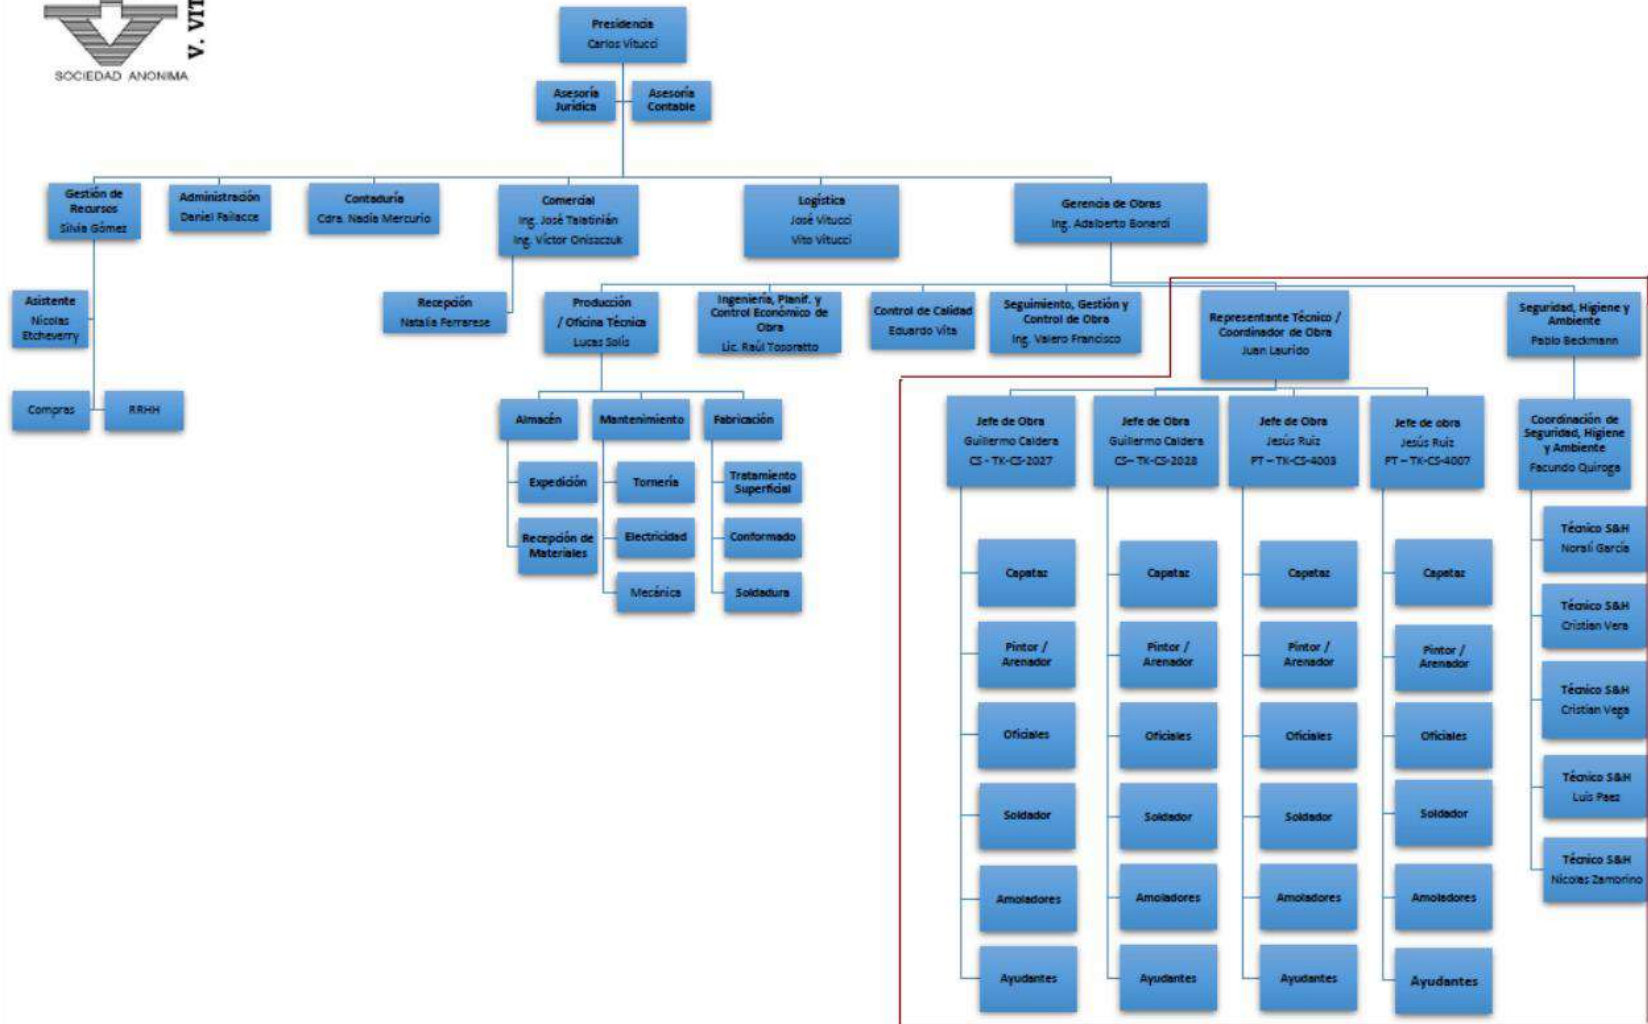 V. VIT
SOCIEDAD ANONIMA
Presidencia
Carlos Vitucci
Asesoría
Jurídica
Asesoría
Contable
Gestión de
Recursos
Silvia Gómez
Administración
Daniel Failacce
Contaduría
Cdra. Nadia Mercurio
Comercial
Ing. José Talatinián
Ing. Víctor Oniszczuk
Logística
José Vitucci
Vito Vitucci
Gerencia de Obras
Ing. Adalberto Bonardi
Asistente
Nicolas
Etcheverry
Compras
RRHH
Recepción
Natalia Ferrarese
Producción
/ Oficina Técnica
Lucas Solís
Ingeniería, Planif. y
Control Económico de
Obra
Lic. Raúl Tosoratto
Control de Calidad
Eduardo Vita
Seguimiento, Gestión y
Control de Obra
Ing. Valero Francisco
Representante Técnico /
Coordinador de Obra
Juan Laurido
Seguridad, Higiene y
Ambiente
Pablo Beckmann
Almacén
Mantenimiento
Fabricación
Expedición
Recepción de
Materiales
Tornería
Electricidad
Mecánica
Tratamiento
Superficial
Conformado
Soldadura
Jefe de Obra
Guillermo Caldera
CS - TK-CS-2027
Jefe de Obra
Guillermo Caldera
CS– TK-CS-2028
Jefe de Obra
Jesús Ruiz
PT – TK-CS-4003
Jefe de obra
Jesús Ruiz
PT – TK-CS-4007
Coordinación de
Seguridad, Higiene
y Ambiente
Facundo Quiroga
Capataz
Pintor /
Arenador
Oficiales
Soldador
Amoladores
Ayudantes
Capataz
Pintor /
Arenador
Oficiales
Soldador
Amoladores
Ayudantes
Capataz
Pintor /
Arenador
Oficiales
Soldador
Amoladores
Ayudantes
Capataz
Pintor /
Arenador
Oficiales
Soldador
Amoladores
Ayudantes
Técnico S&H
Noralí García
Técnico S&H
Cristian Vera
Técnico S&H
Cristian Vega
Técnico S&H
Luis Paez
Técnico S&H
Nicolas Zamorino